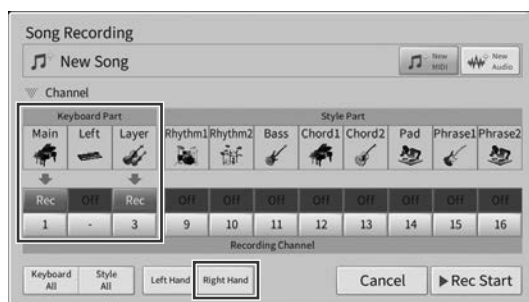 Song Recording
New Song
New MIDI
New Audio
Channel
Keyboard Part
Style Part
Main Left Layer Rhythm1 Rhythm2 Bass Chord1 Chord2 Pad Phrase1 Phrase2
Rec Off Rec Off Off Off Off Off Off Off Off
1 - 3 9 10 11 12 13 14 15 16
Recording Channel
Keyboard All
Style All
Left Hand
Right Hand
Cancel
Rec Start